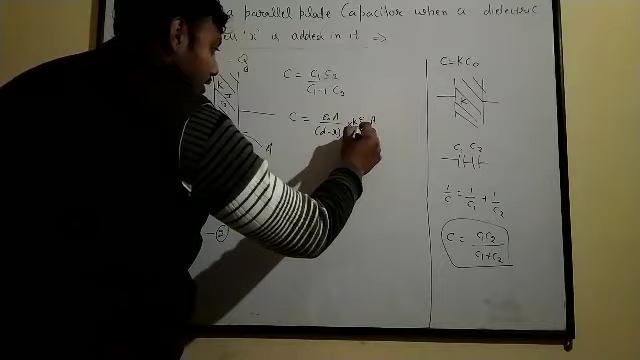 a parallel plate Capacitor when a dielectric
'x' is added in it ⇒
Q
K
C = C₁C₂ / C₁+C₂
C = ε₀A / (d-x)
A
-②
C = KC₀
K
C₁ C₂
1/C = 1/C₁ + 1/C₂
C = C₁C₂ / C₁+C₂